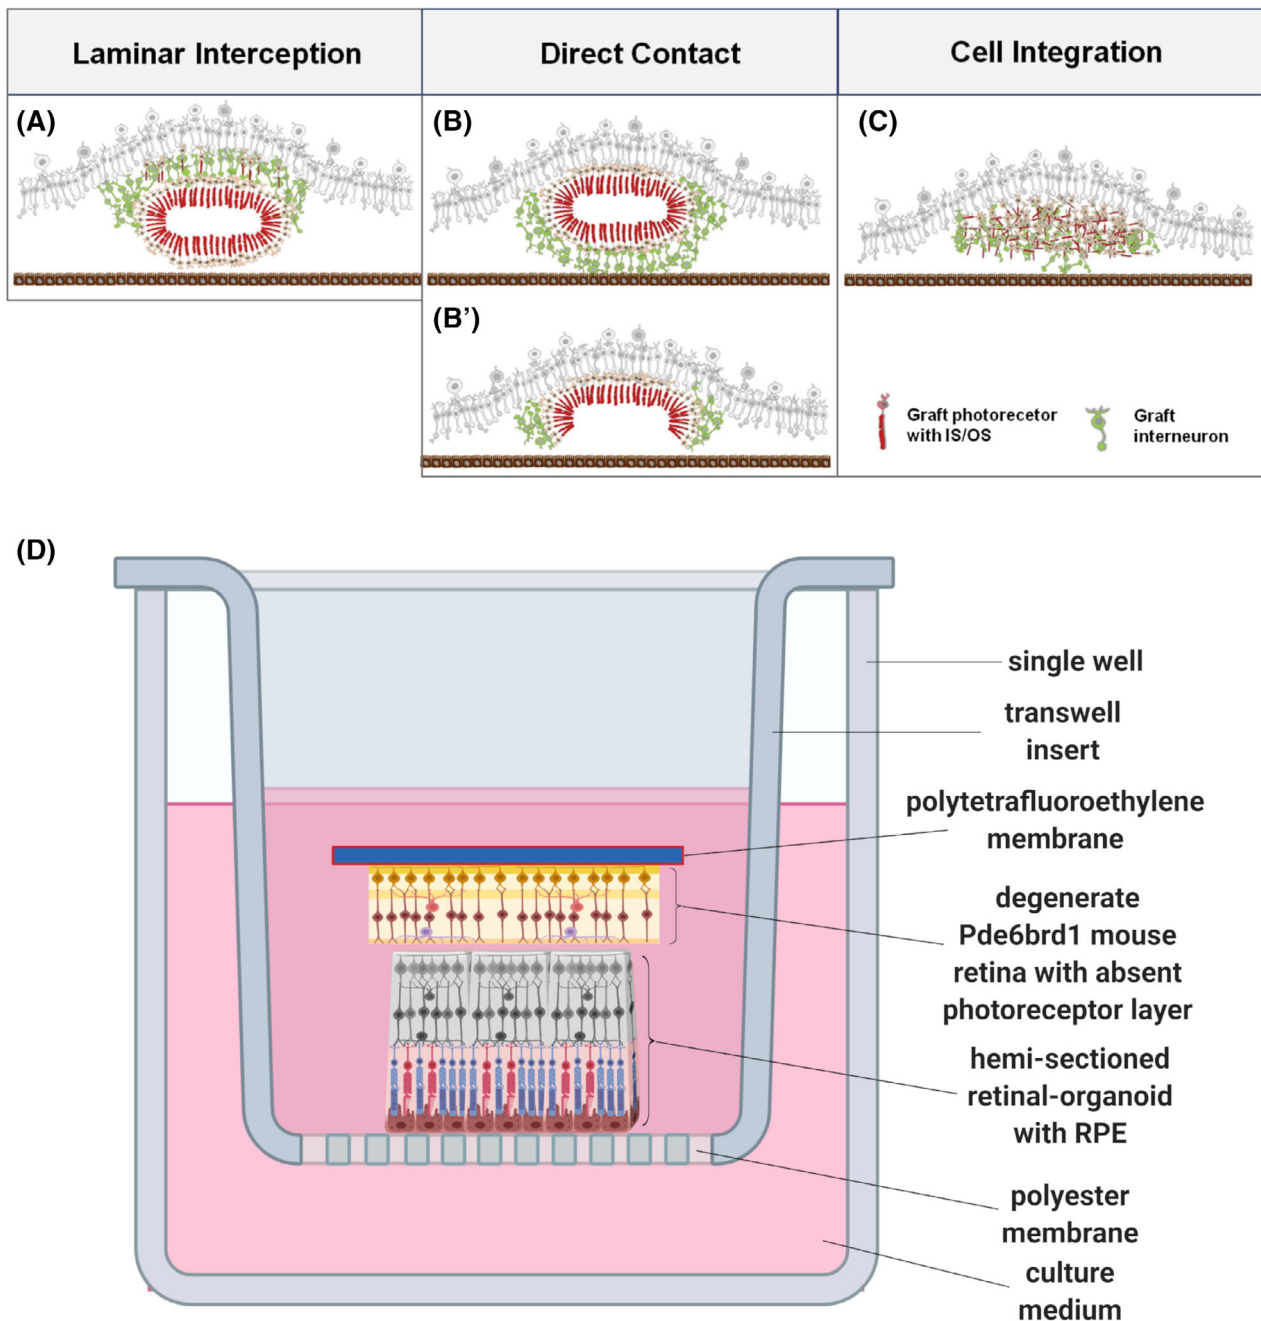 Laminar Interception
Direct Contact
Cell Integration
(A)
(B)
(C)
(B’)
Graft photorecetor
with IS/OS
Graft
interneuron
(D)
single well
transwell
insert
polytetrafluoroethylene
membrane
degenerate
Pde6brd1 mouse
retina with absent
photoreceptor layer
hemi-sectioned
retinal-organoid
with RPE
polyester
membrane
culture
medium